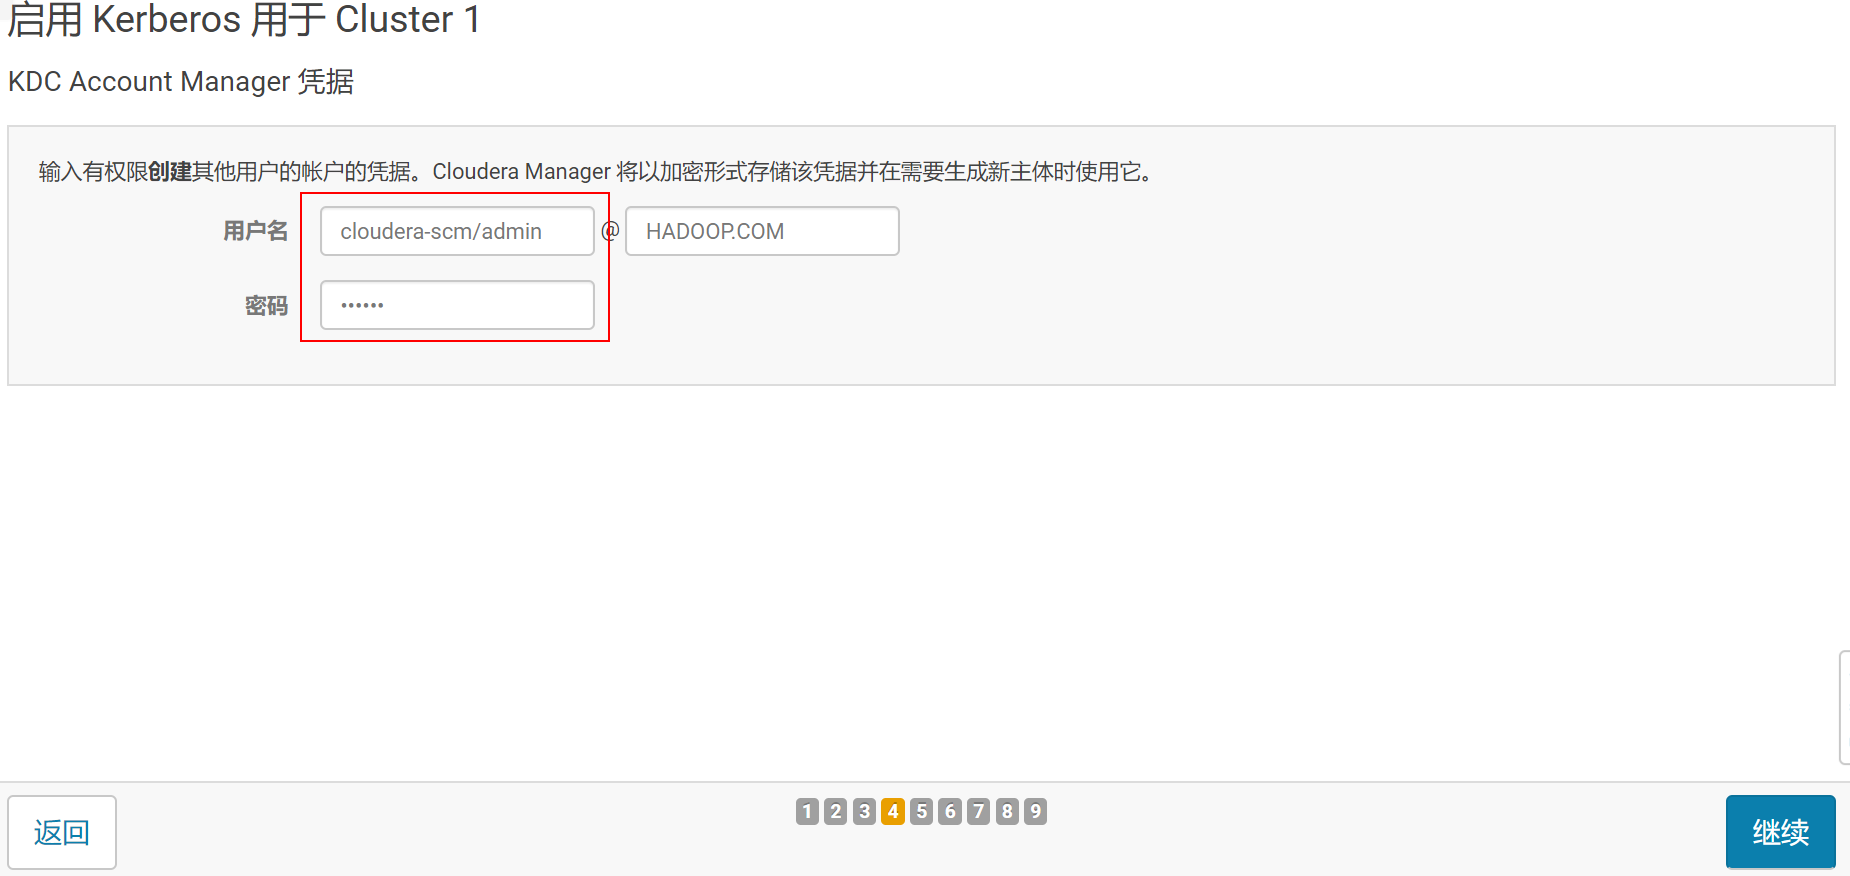 启用 Kerberos 用于 Cluster 1
KDC Account Manager 凭据
输入有权限创建其他用户的帐户的凭据。Cloudera Manager 将以加密形式存储该凭据并在需要生成新主体时使用它。
用户名 cloudera-scm/admin @ HADOOP.COM
密码 ••••••
返回 1 2 3 4 5 6 7 8 9 继续